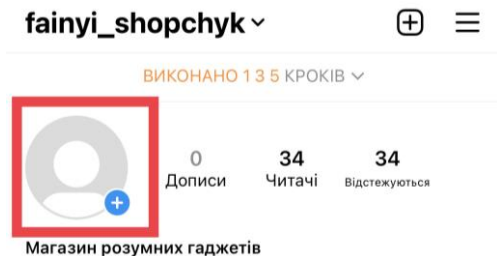 fainyi_shopchyk
ВИКОНАНО 1 З 5 КРОКІВ
0 34 34
Дописи Читачі Відстежуються
Магазин розумних гаджетів